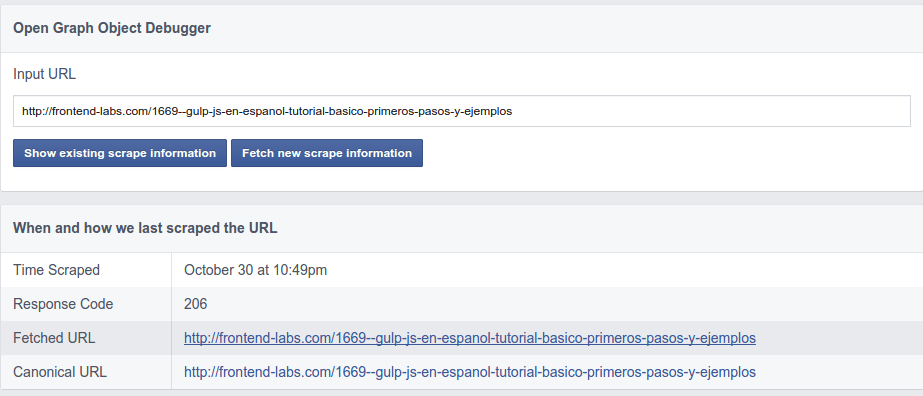 Open Graph Object Debugger
Input URL
http://frontend-labs.com/1669--gulp-js-en-espanol-tutorial-basico-primeros-pasos-y-ejemplos
Show existing scrape information Fetch new scrape information
When and how we last scraped the URL
Time Scraped October 30 at 10:49pm
Response Code 206
Fetched URL http://frontend-labs.com/1669--gulp-js-en-espanol-tutorial-basico-primeros-pasos-y-ejemplos
Canonical URL http://frontend-labs.com/1669--gulp-js-en-espanol-tutorial-basico-primeros-pasos-y-ejemplos